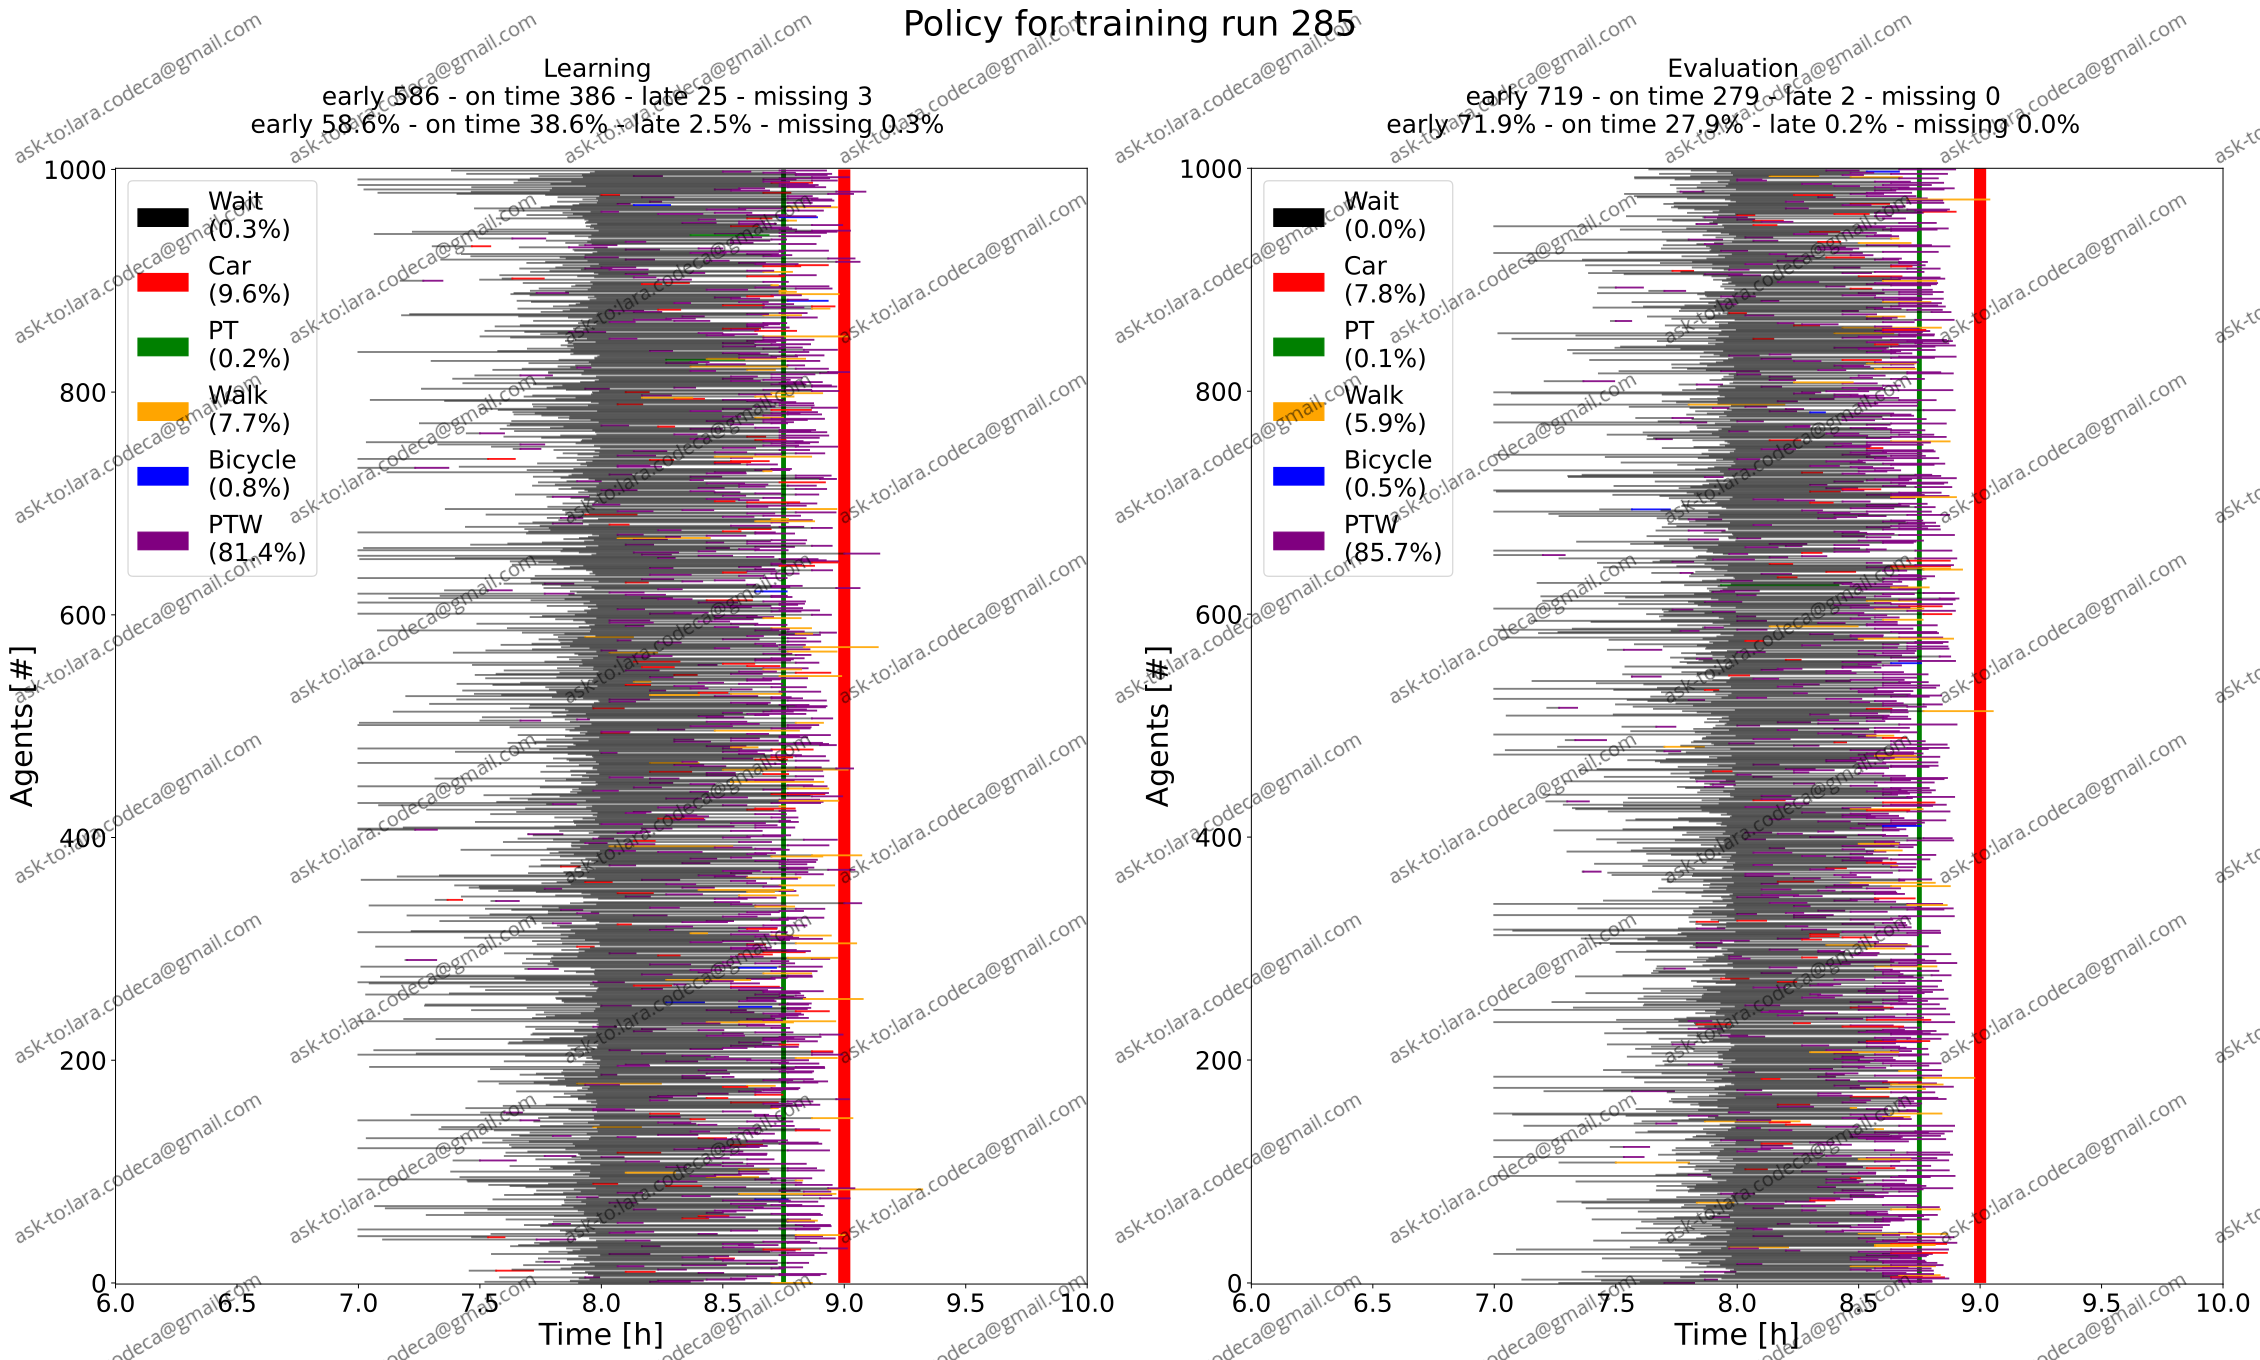 Policy for training run 285
Learning
early 586 - on time 386 - late 25 - missing 3
early 58.6% - on time 38.6% - late 2.5% - missing 0.3%
Wait
(0.3%)
Car
(9.6%)
PT
(0.2%)
Walk
(7.7%)
Bicycle
(0.8%)
PTW
(81.4%)
1000
800
600
400
200
0
Agents [#]
6.0 6.5 7.0 7.5 8.0 8.5 9.0 9.5 10.0
Time [h]
Evaluation
early 719 - on time 279 - late 2 - missing 0
early 71.9% - on time 27.9% - late 0.2% - missing 0.0%
Wait
(0.0%)
Car
(7.8%)
PT
(0.1%)
Walk
(5.9%)
Bicycle
(0.5%)
PTW
(85.7%)
1000
800
600
400
200
0
Agents [#]
6.0 6.5 7.0 7.5 8.0 8.5 9.0 9.5 10.0
Time [h]
ask-to:lara.codeca@gmail.com